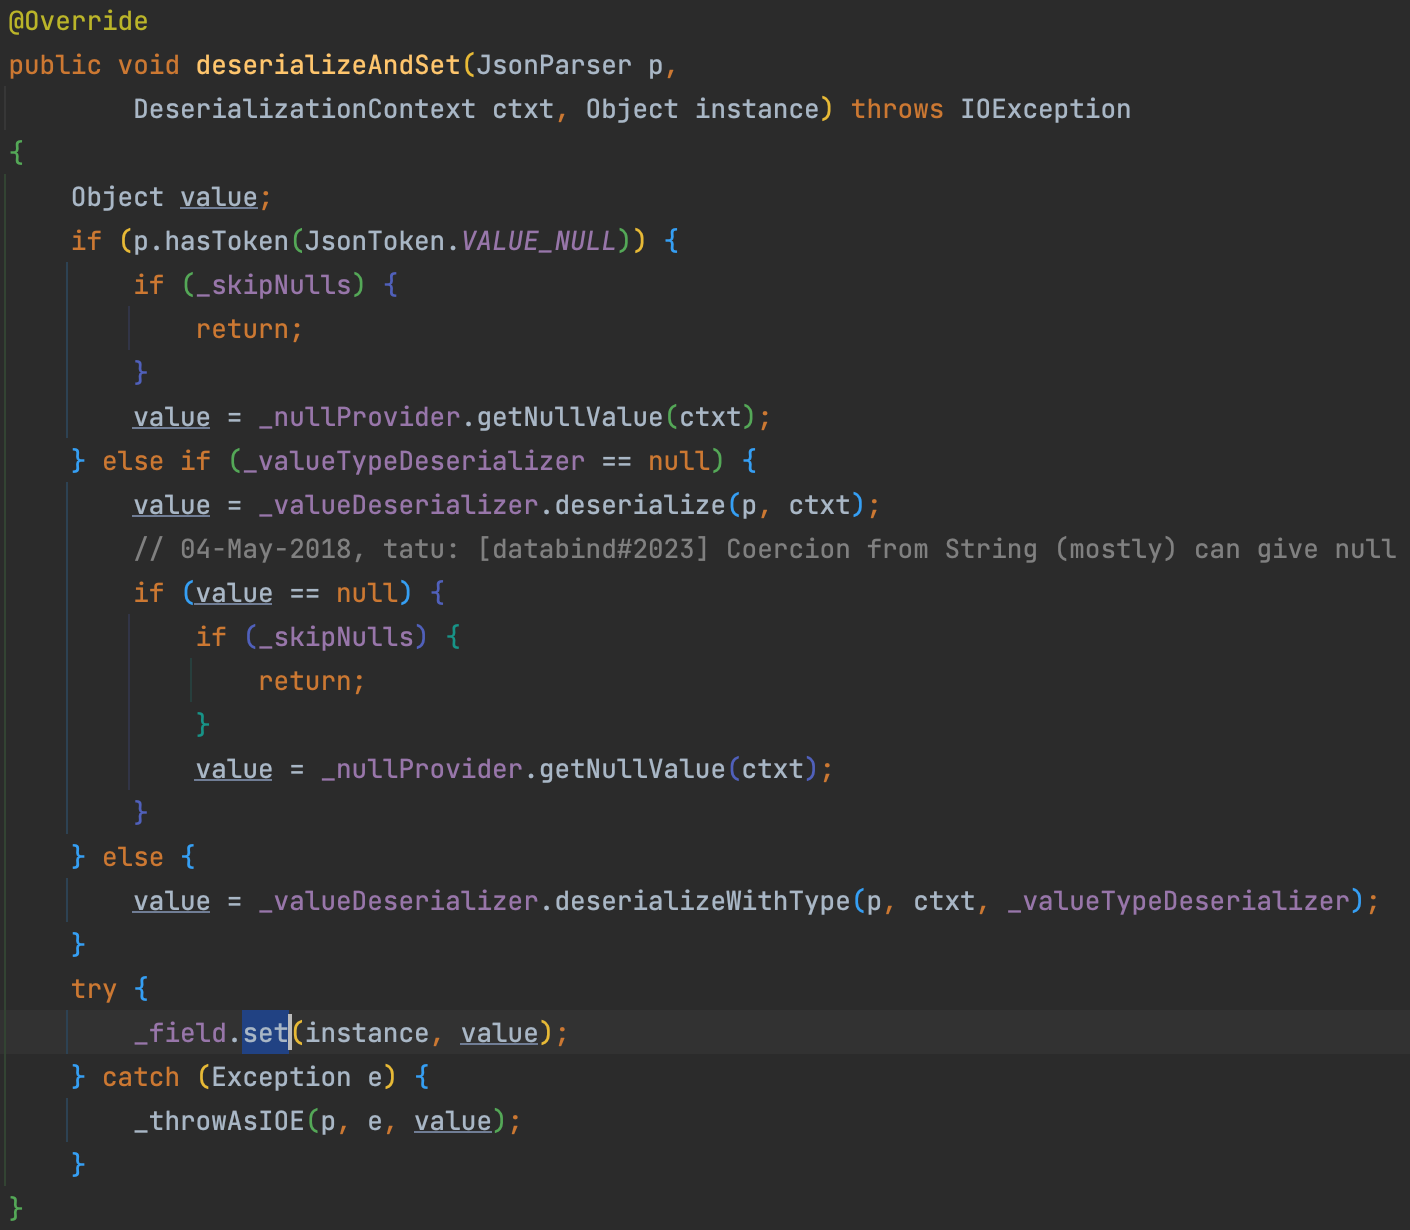 @Override
public void deserializeAndSet(JsonParser p,
        DeserializationContext ctxt, Object instance) throws IOException
{
    Object value;
    if (p.hasToken(JsonToken.VALUE_NULL)) {
        if (_skipNulls) {
            return;
        }
        value = _nullProvider.getNullValue(ctxt);
    } else if (_valueTypeDeserializer == null) {
        value = _valueDeserializer.deserialize(p, ctxt);
        // 04-May-2018, tatu: [databind#2023] Coercion from String (mostly) can give null
        if (value == null) {
            if (_skipNulls) {
                return;
            }
            value = _nullProvider.getNullValue(ctxt);
        }
    } else {
        value = _valueDeserializer.deserializeWithType(p, ctxt, _valueTypeDeserializer);
    }
    try {
        _field.set(instance, value);
    } catch (Exception e) {
        _throwAsIOE(p, e, value);
    }
}